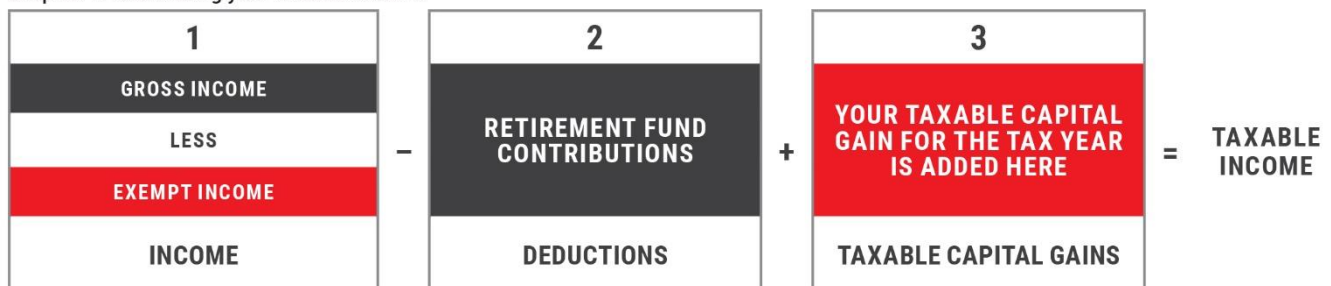 1
GROSS INCOME
LESS
EXEMPT INCOME
INCOME
–
2
RETIREMENT FUND
CONTRIBUTIONS
DEDUCTIONS
+
3
YOUR TAXABLE CAPITAL
GAIN FOR THE TAX YEAR
IS ADDED HERE
TAXABLE CAPITAL GAINS
=
TAXABLE
INCOME